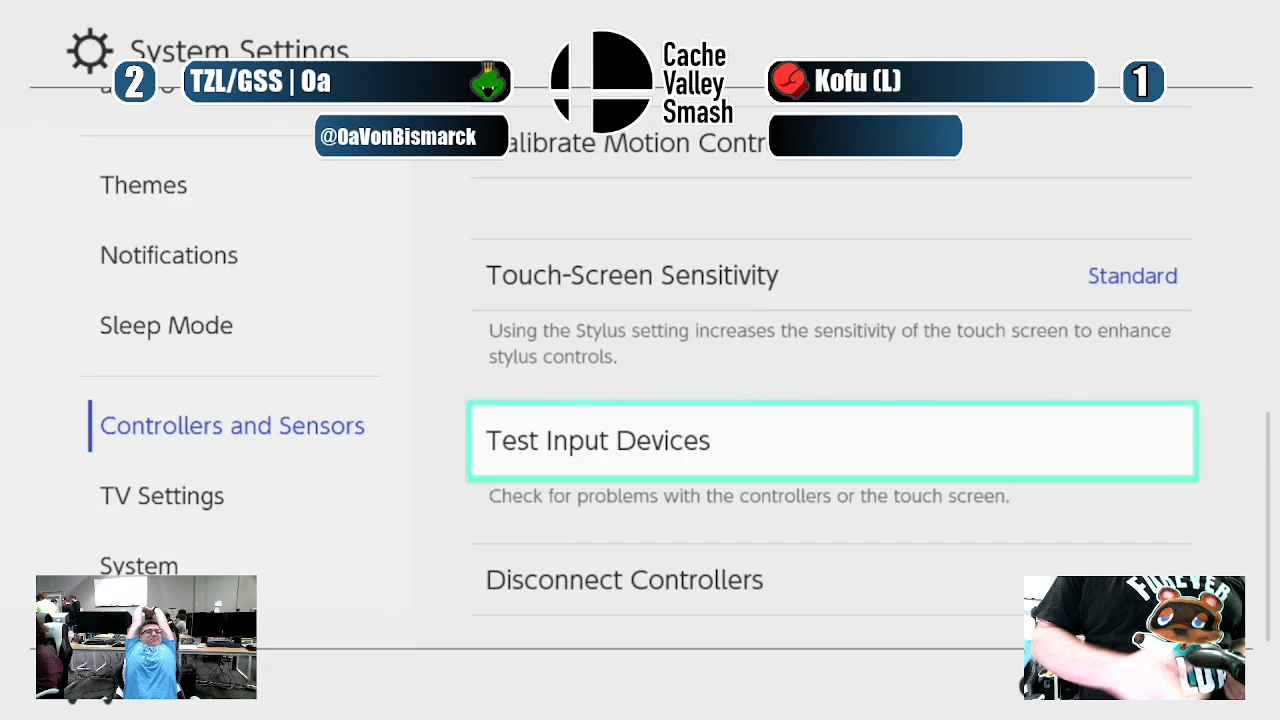 System Settings
2
TZL/GSS | Oa
@OaVonBismarck
Cache
Valley
Smash
Kofu (L)
1
Themes
Notifications
Sleep Mode
Controllers and Sensors
TV Settings
System
alibrate Motion Contr
Touch-Screen Sensitivity
Standard
Using the Stylus setting increases the sensitivity of the touch screen to enhance
stylus controls.
Test Input Devices
Check for problems with the controllers or the touch screen.
Disconnect Controllers
FOREVER